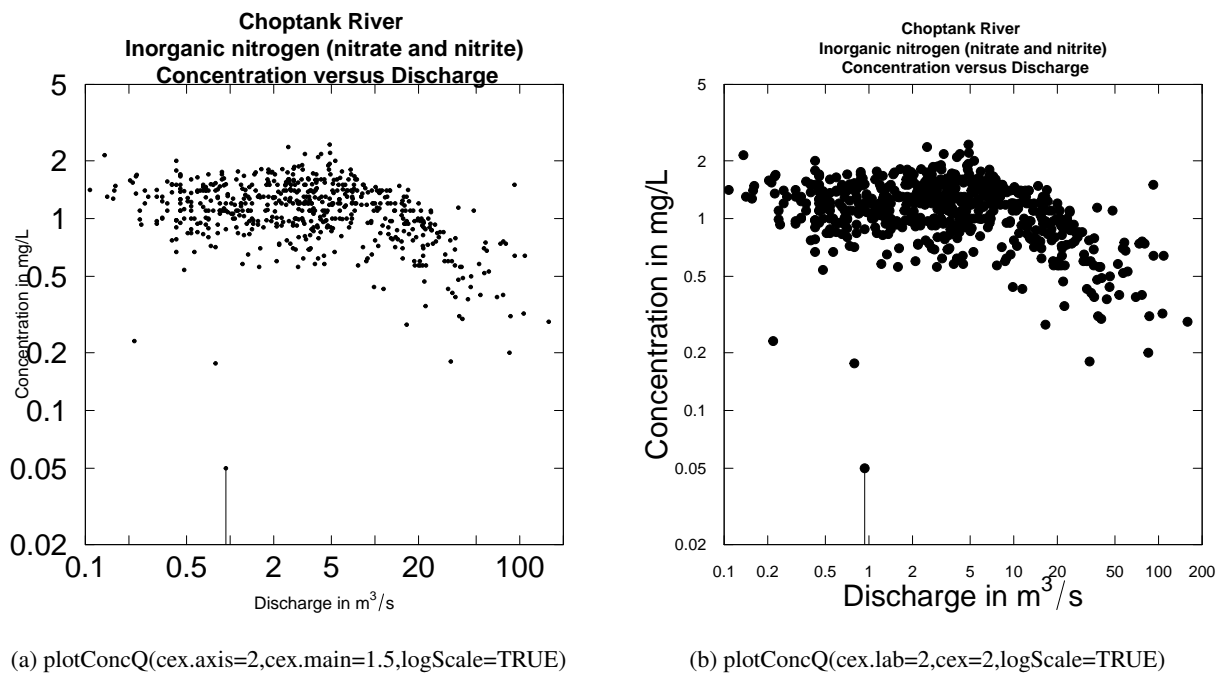 Choptank River
Inorganic nitrogen (nitrate and nitrite)
Concentration versus Discharge
5
2
1
0.5
0.2
0.1
0.05
0.02
Concentration in mg/L
0.1 0.5 2 5 20 100
Discharge in m³/s
(a) plotConcQ(cex.axis=2,cex.main=1.5,logScale=TRUE)
Choptank River
Inorganic nitrogen (nitrate and nitrite)
Concentration versus Discharge
5
2
1
0.5
0.2
0.1
0.05
0.02
Concentration in mg/L
0.1 0.2 0.5 1 2 5 10 20 50 100 200
Discharge in m³/s
(b) plotConcQ(cex.lab=2,cex=2,logScale=TRUE)